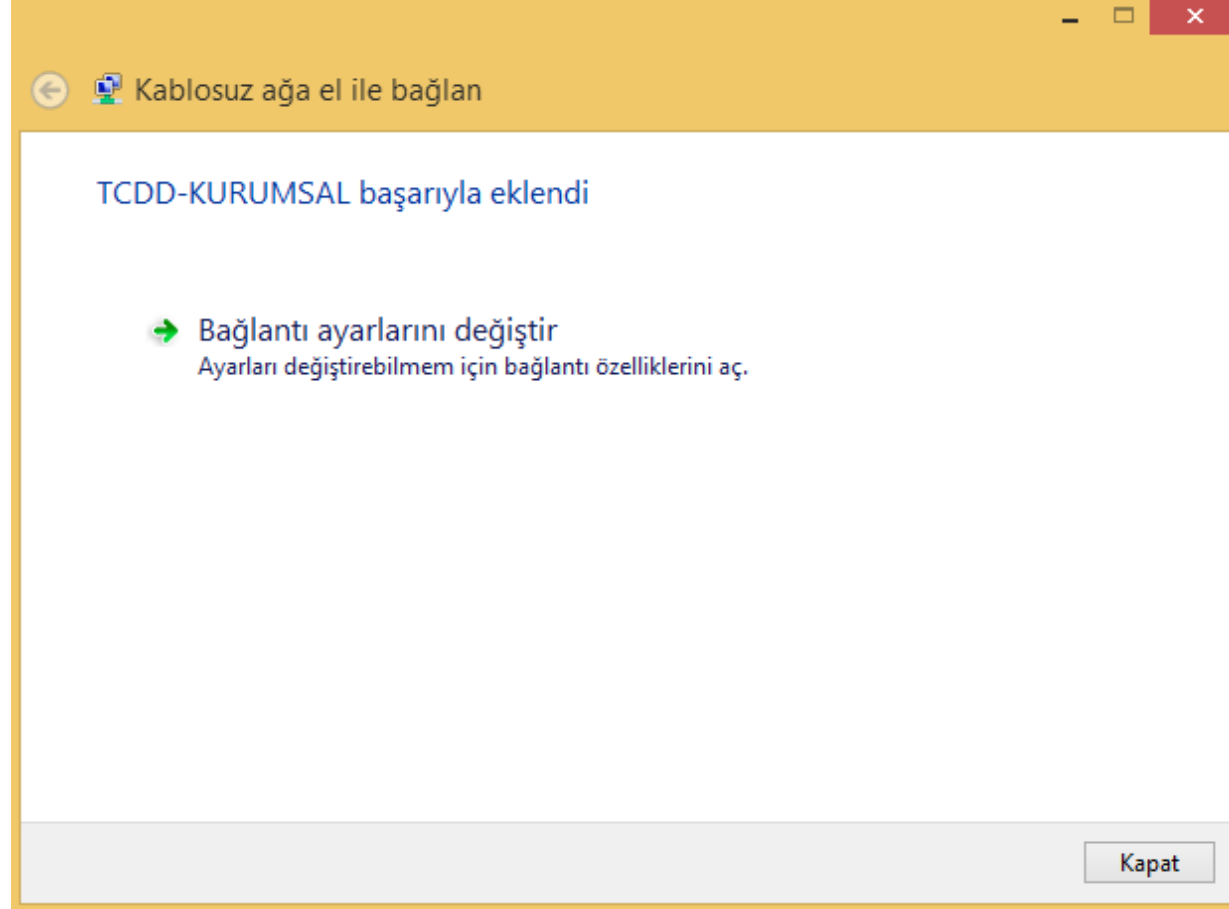 Kablosuz ağa el ile bağlan
TCDD-KURUMSAL başarıyla eklendi
Bağlantı ayarlarını değiştir
Ayarları değiştirebilmem için bağlantı özelliklerini aç.
Kapat